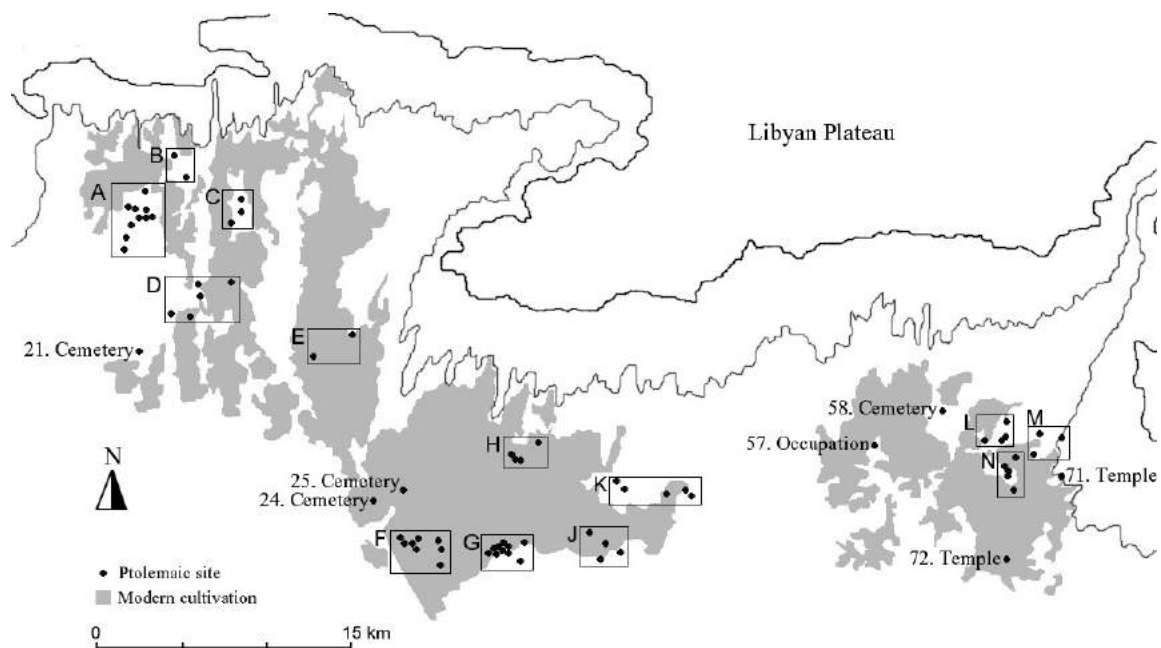 Libyan Plateau
B
A
C
D
E
21. Cemetery
58. Cemetery
L
M
57. Occupation
H
N
N
25. Cemetery
24. Cemetery
K
71. Temple
F
G
J
72. Temple
Ptolemaic site
Modern cultivation
0
15 km